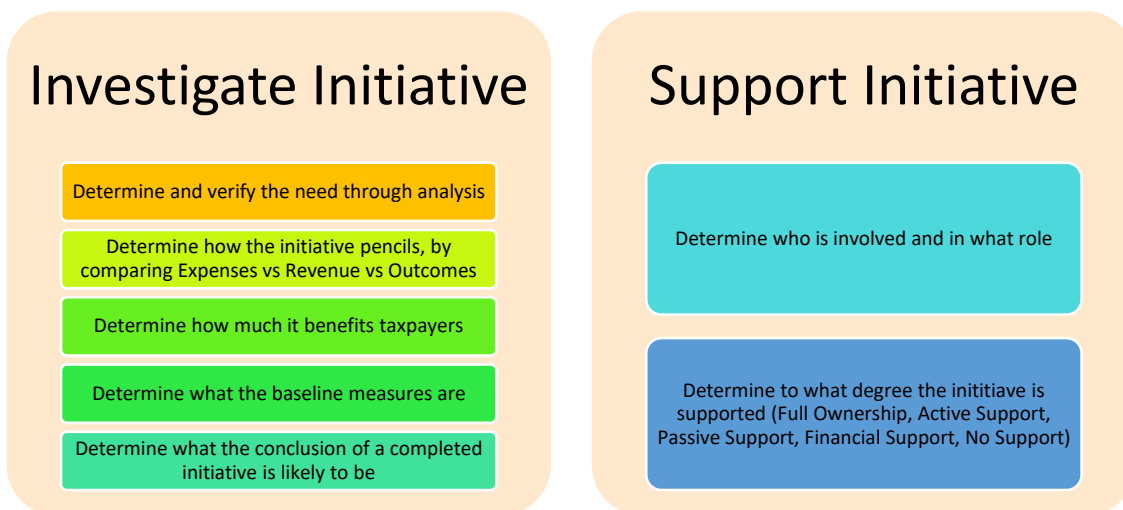 Investigate Initiative
Determine and verify the need through analysis
Determine how the initiative pencils, by
comparing Expenses vs Revenue vs Outcomes
Determine how much it benefits taxpayers
Determine what the baseline measures are
Determine what the conclusion of a completed
initiative is likely to be
Support Initiative
Determine who is involved and in what role
Determine to what degree the inititiave is
supported (Full Ownership, Active Support,
Passive Support, Financial Support, No Support)